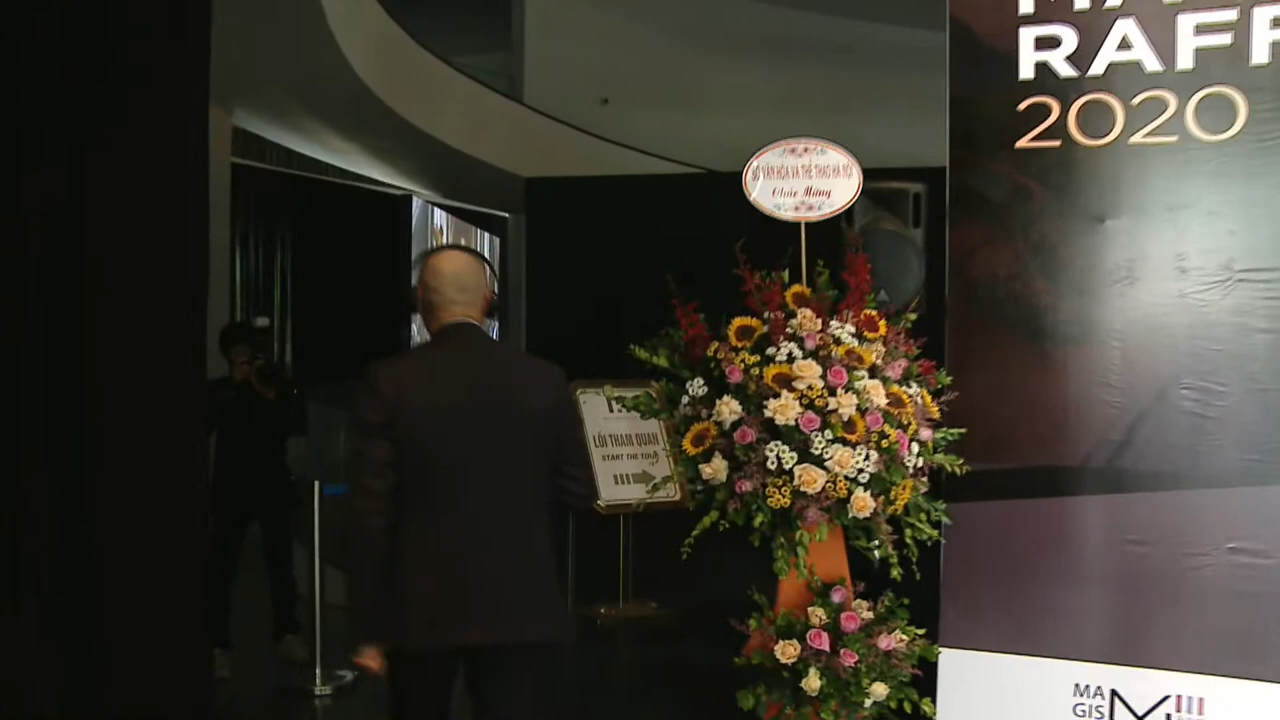 SỞ VĂN HÓA VÀ THỂ THAO HÀ NỘI
Chúc Mừng
LỐI THAM QUAN
START THE TOUR
RAFF
2020
MA
GIS